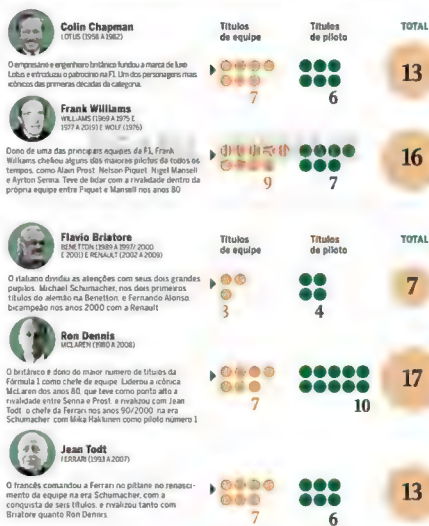 Colin Chapman
LOTUS (1958 A 1982)
Títulos de equipe
Títulos de piloto
TOTAL
O empresário e engenheiro britânico fundou a marca de luxo
Lotus e introduziu o patrocínio na F1. Um dos personagens mais
icônicos das primeiras décadas da categoria.
7
6
13
Frank Williams
WILLIAMS (1969 A 1975 E
1977 A 2019) E WOLF (1976)
Dono de uma das principais equipes da F1, Frank
Williams chefiou alguns dos maiores pilotos de todos os
tempos, como Alain Prost, Nelson Piquet, Nigel Mansell
e Ayrton Senna. Teve de lidar com a rivalidade dentro da
própria equipe entre Piquet e Mansell nos anos 80
9
7
16
Flavio Briatore
BENETTON (1989 A 1997/ 2000
E 2001) E RENAULT (2002 A 2009)
Títulos de equipe
Títulos de piloto
TOTAL
O italiano dividiu as atenções com seus dois grandes
pupilos, Michael Schumacher, nos dois primeiros
títulos do alemão na Benetton, e Fernando Alonso,
bicampeão nos anos 2000 com a Renault
3
4
7
Ron Dennis
MCLAREN (1980 A 2008)
O britânico é dono do maior número de títulos da
Fórmula 1 como chefe de equipe. Liderou a icônica
McLaren dos anos 80, que teve como ponto alto a
rivalidade entre Senna e Prost, e rivalizou com Jean
Todt, o chefe da Ferrari nos anos 90/2000, na era
Schumacher, com Mika Hakkinen como piloto número 1
7
10
17
Jean Todt
FERRARI (1993 A 2007)
O francês comandou a Ferrari no pitlane no renasci-
mento da equipe na era Schumacher, com a
conquista de seis títulos, e rivalizou tanto com
Briatore quanto Ron Dennis
7
6
13